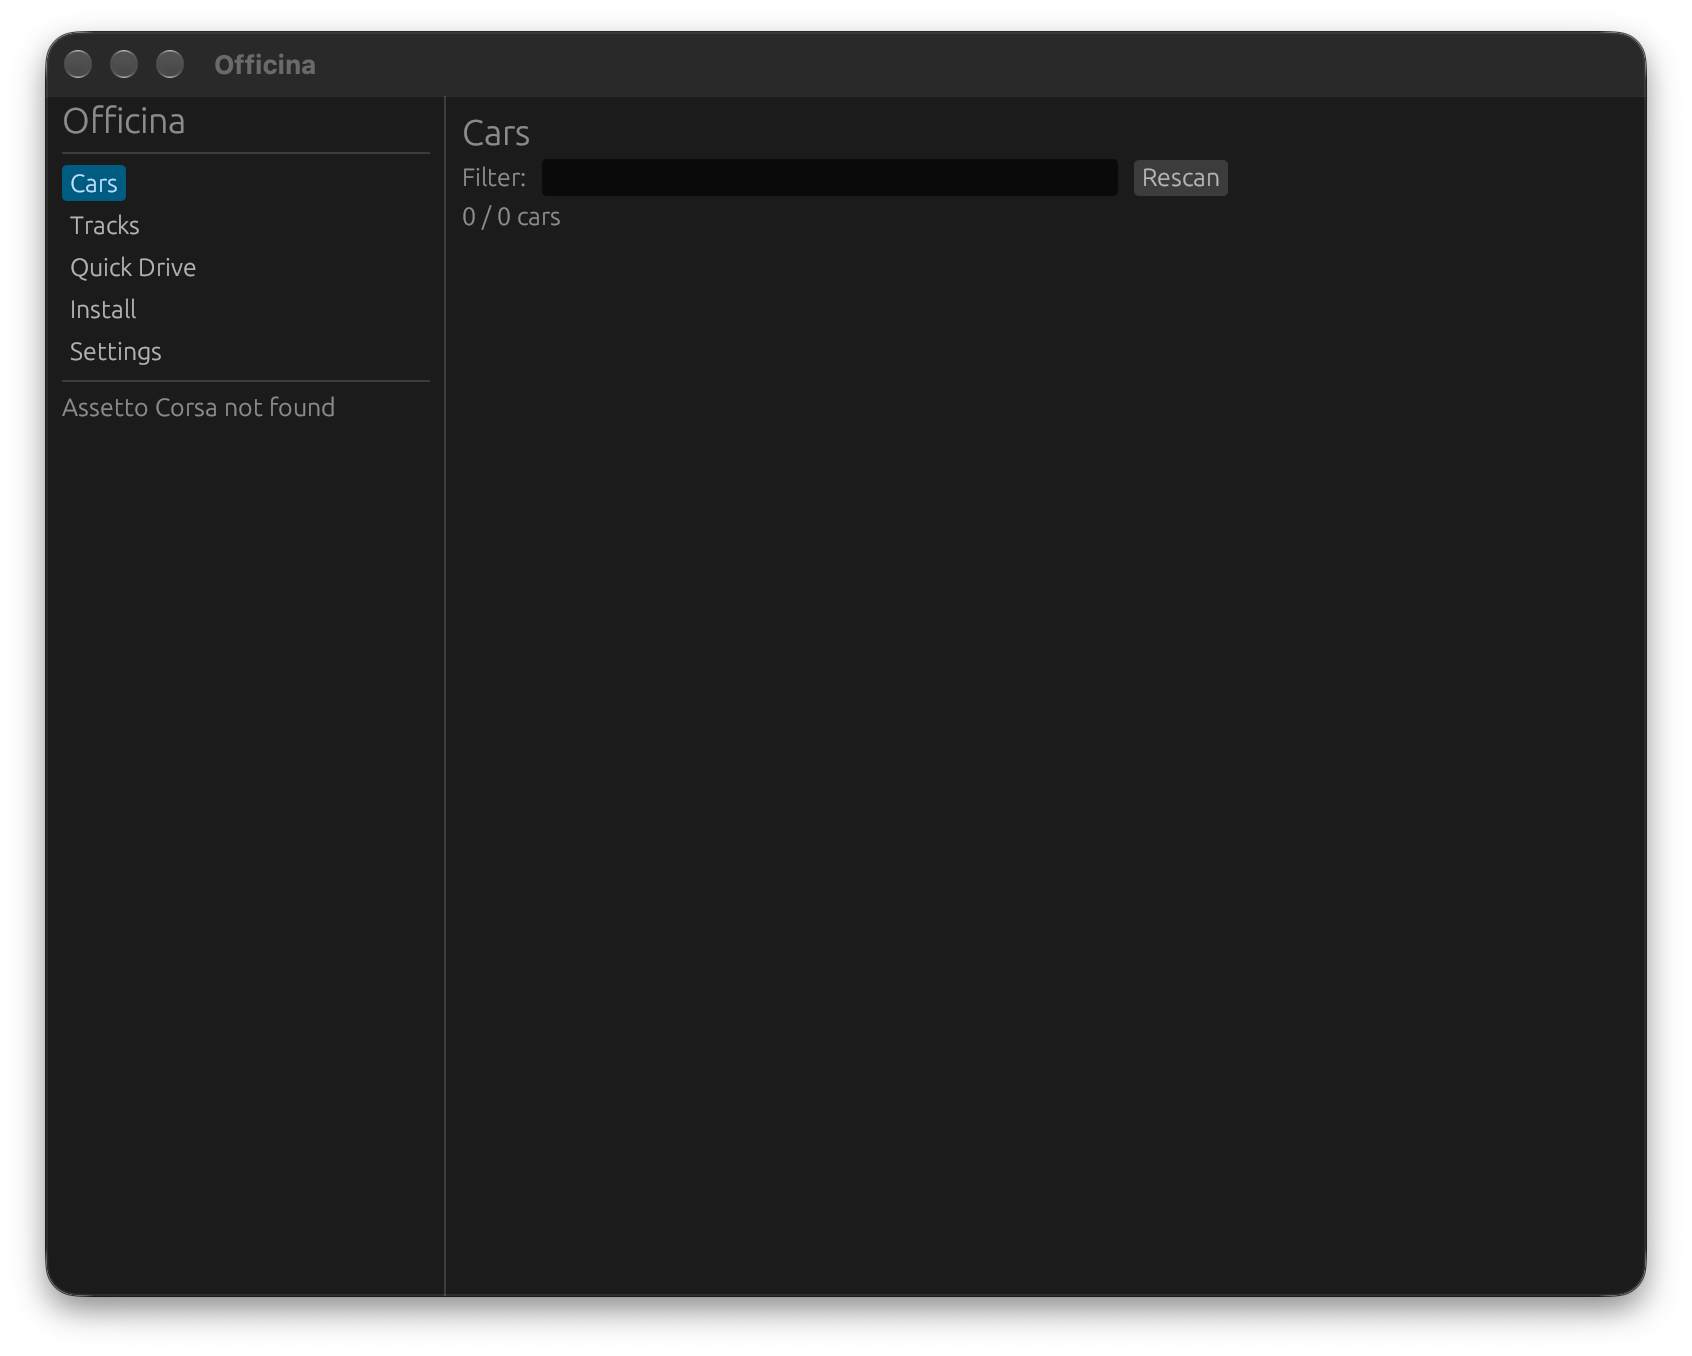 Officina
Officina
Cars
Tracks
Quick Drive
Install
Settings
Assetto Corsa not found
Cars
Filter: Rescan
0 / 0 cars